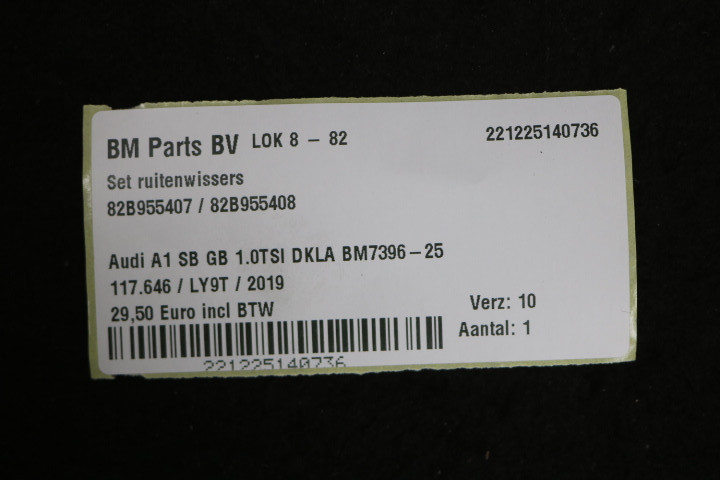 BM Parts BV LOK 8 - 82 221225140736
Set ruitenwissers
82B955407 / 82B955408
Audi A1 SB GB 1.0TSI DKLA BM7396-25
117.646 / LY9T / 2019
29,50 Euro incl BTW Verz: 10
Aantal: 1
221225140736